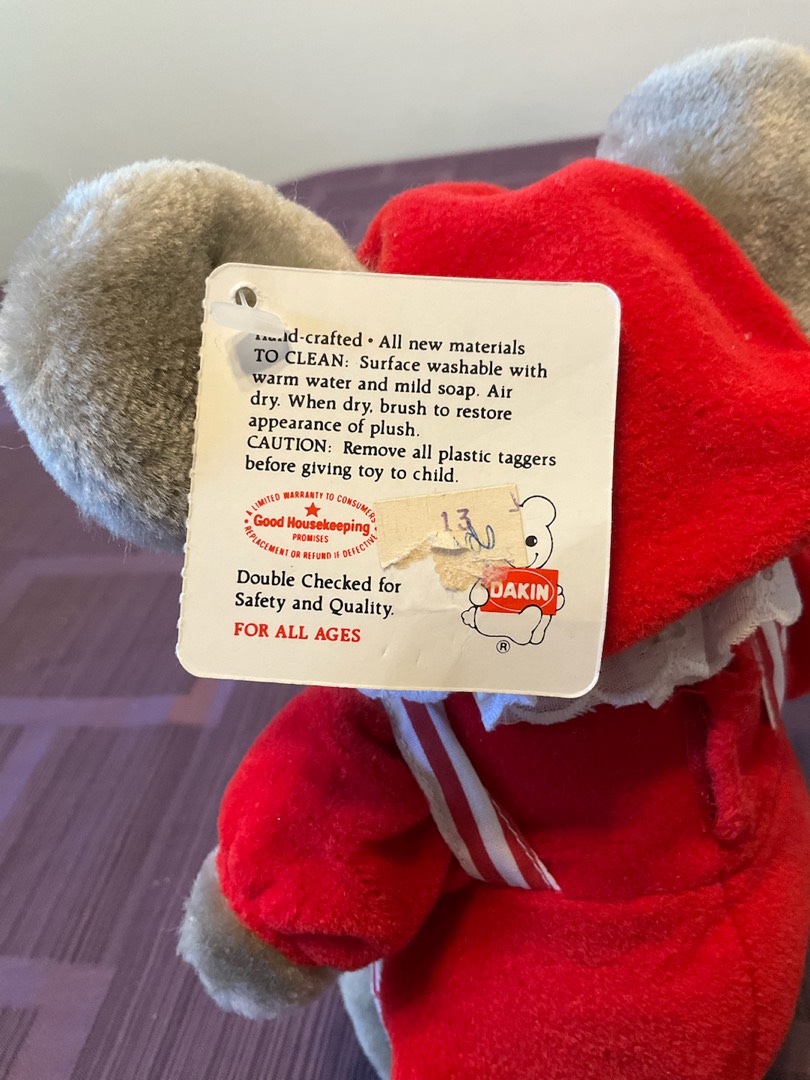 Hand-crafted • All new materials
TO CLEAN: Surface washable with
warm water and mild soap. Air
dry. When dry, brush to restore
appearance of plush.
CAUTION: Remove all plastic taggers
before giving toy to child.
A LIMITED WARRANTY TO CONSUMERS
Good Housekeeping
PROMISES
REPLACEMENT OR REFUND IF DEFECTIVE
13
DAKIN
®
Double Checked for
Safety and Quality.
FOR ALL AGES